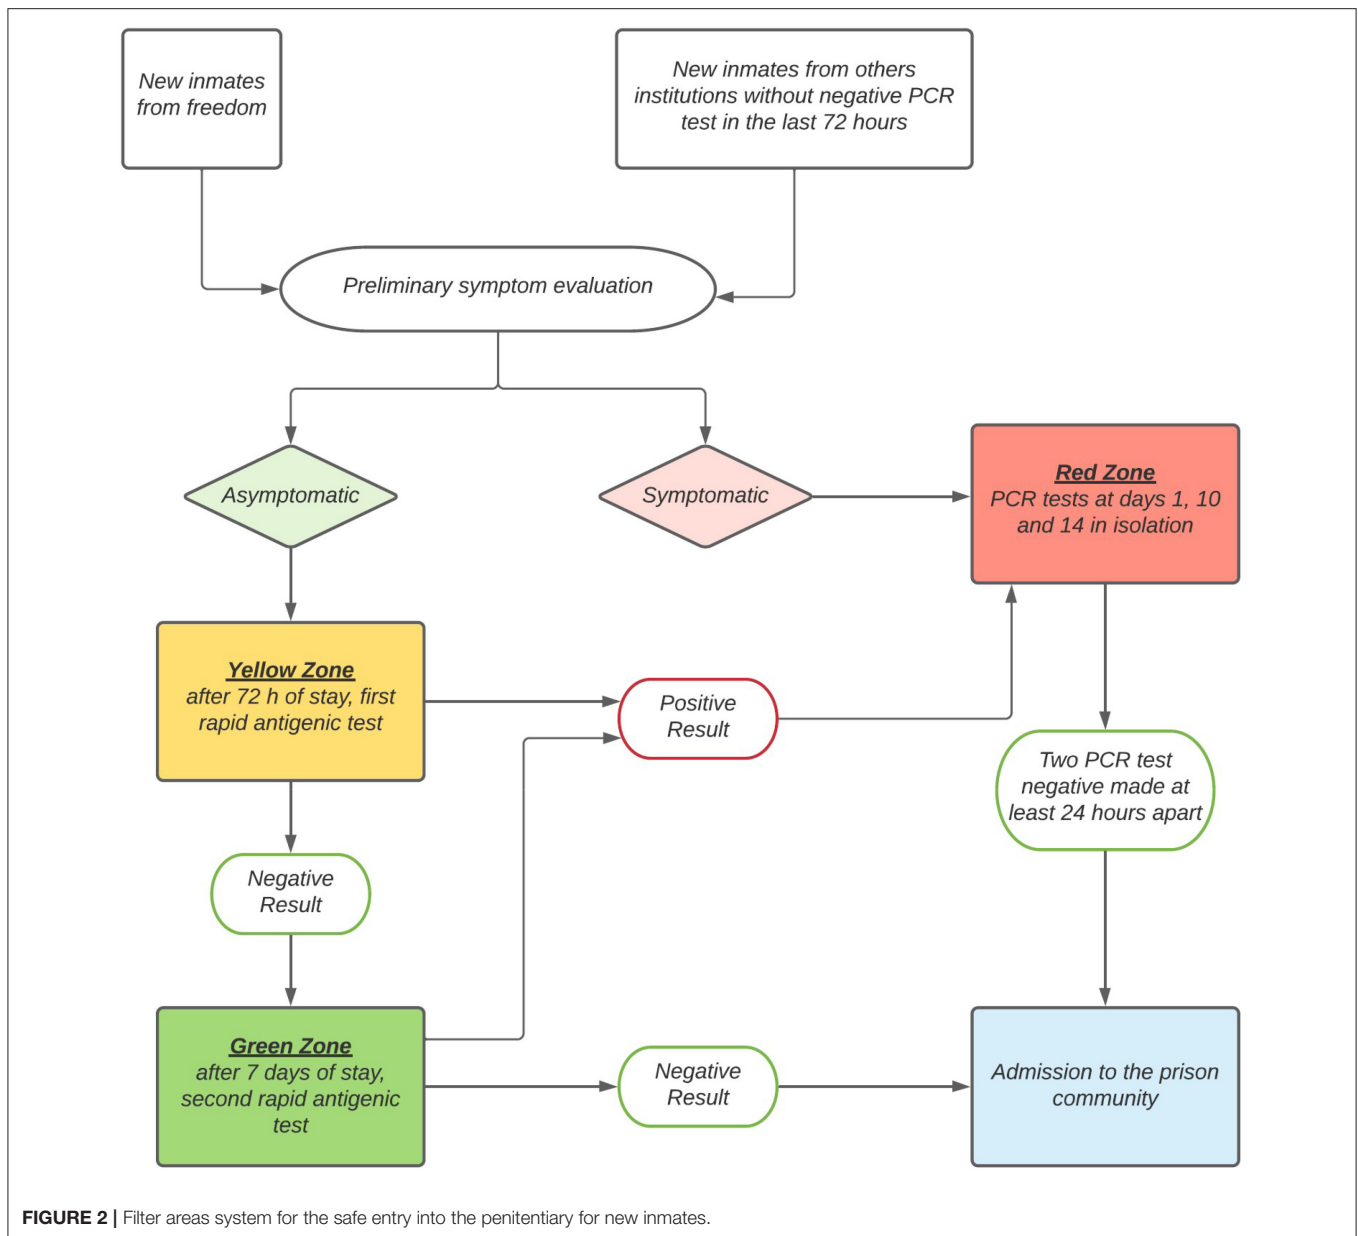 New inmates
from freedom
New inmates from others
institutions without negative PCR
test in the last 72 hours
Preliminary symptom evaluation
Asymptomatic
Symptomatic
Red Zone
PCR tests at days 1, 10
and 14 in isolation
Yellow Zone
after 72 h of stay, first
rapid antigenic test
Positive
Result
Two PCR test
negative made at
least 24 hours apart
Negative
Result
Green Zone
after 7 days of stay,
second rapid antigenic
test
Negative
Result
Admission to the prison
community
FIGURE 2 | Filter areas system for the safe entry into the penitentiary for new inmates.